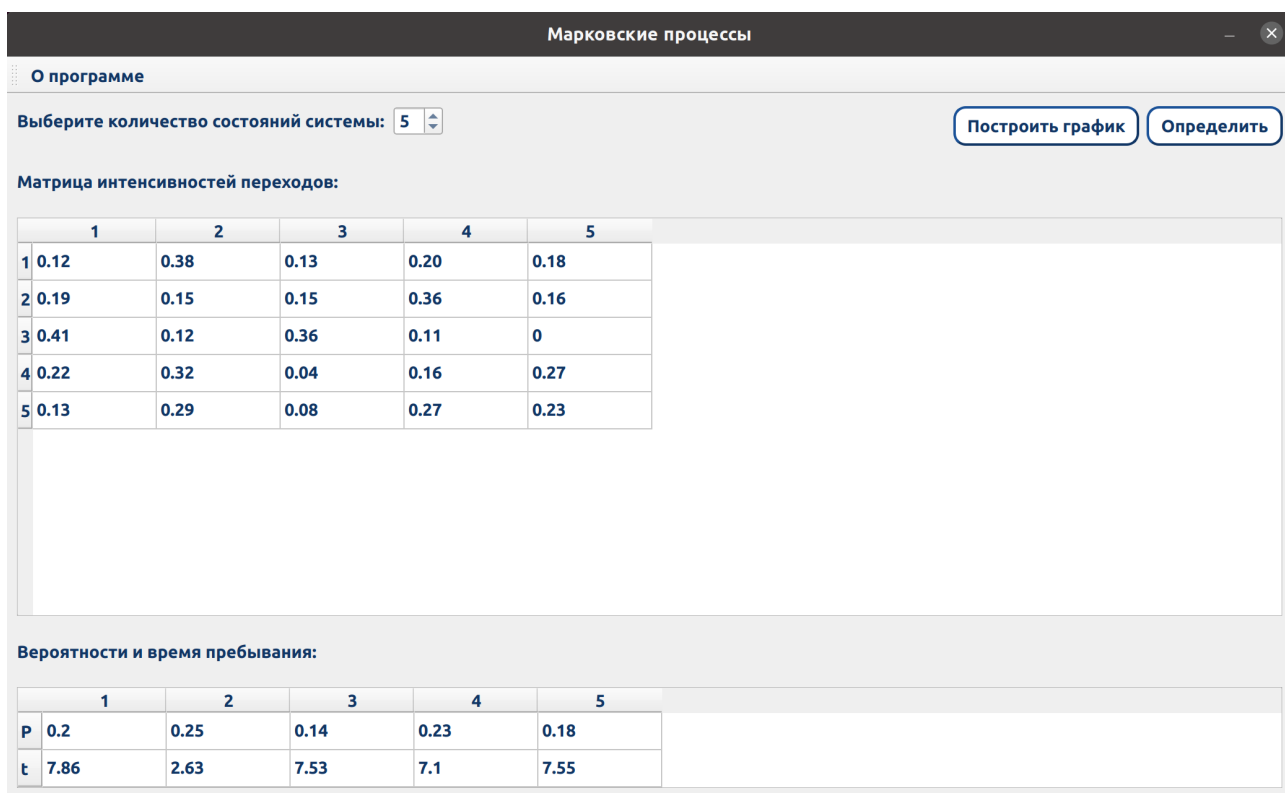 Марковские процессы
О программе
Выберите количество состояний системы: 5
Построить график Определить
Матрица интенсивностей переходов:
1 2 3 4 5
1 0.12 0.38 0.13 0.20 0.18
2 0.19 0.15 0.15 0.36 0.16
3 0.41 0.12 0.36 0.11 0
4 0.22 0.32 0.04 0.16 0.27
5 0.13 0.29 0.08 0.27 0.23
Вероятности и время пребывания:
1 2 3 4 5
P 0.2 0.25 0.14 0.23 0.18
t 7.86 2.63 7.53 7.1 7.55